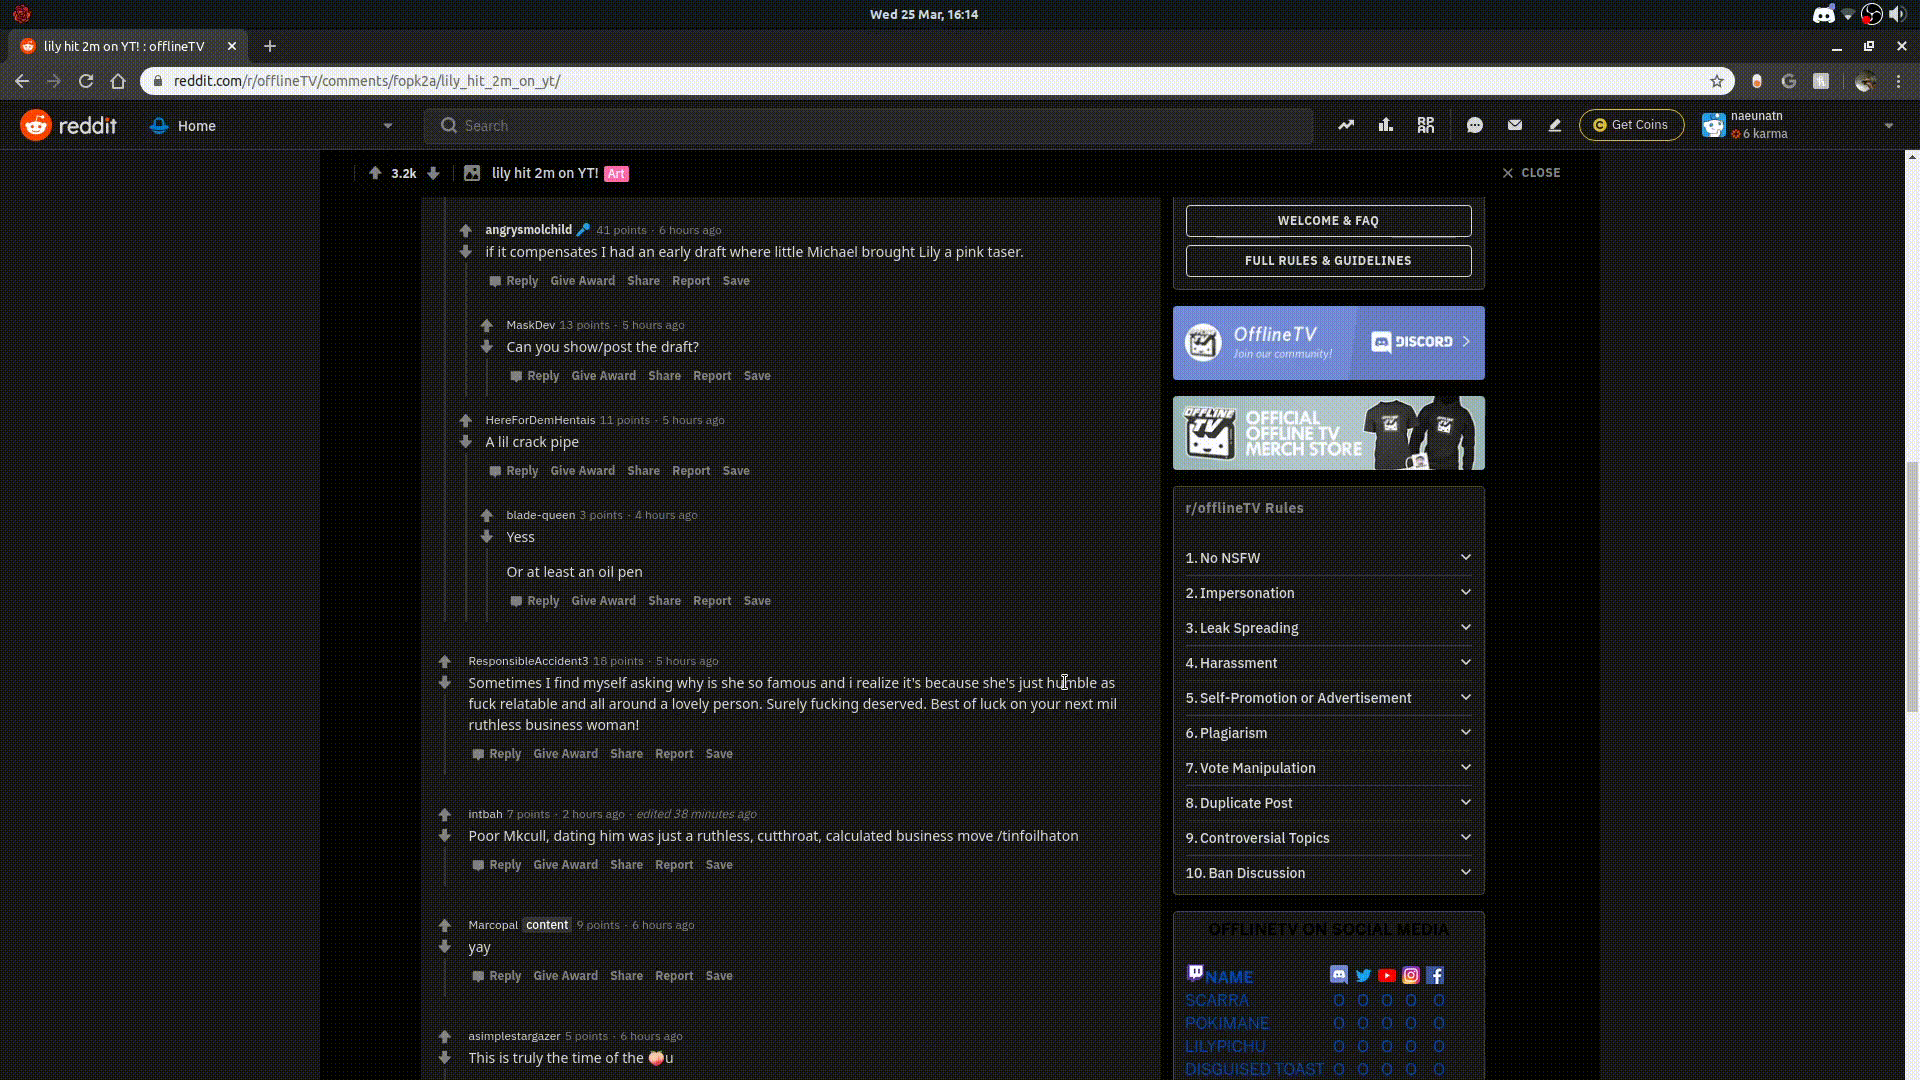 Wed 25 Mar, 16:14
lily hit 2m on YT! : offlineTV
reddit.com/r/offlineTV/comments/fopk2a/lily_hit_2m_on_yt/
reddit
Home
Search
Get Coins
naeunatn
6 karma
3.2k
lily hit 2m on YT! Art
CLOSE
angrysmolchild 41 points · 6 hours ago
if it compensates I had an early draft where little Michael brought Lily a pink taser.
Reply Give Award Share Report Save
MaskDev 13 points · 5 hours ago
Can you show/post the draft?
Reply Give Award Share Report Save
HereForDemHentais 11 points · 5 hours ago
A lil crack pipe
Reply Give Award Share Report Save
blade-queen 3 points · 4 hours ago
Yess
Or at least an oil pen
Reply Give Award Share Report Save
ResponsibleAccident3 18 points · 5 hours ago
Sometimes I find myself asking why is she so famous and i realize it's because she's just humble as
fuck relatable and all around a lovely person. Surely fucking deserved. Best of luck on your next mil
ruthless business woman!
Reply Give Award Share Report Save
intbah 7 points · 2 hours ago · edited 38 minutes ago
Poor Mkcull, dating him was just a ruthless, cutthroat, calculated business move /tinfoilhaton
Reply Give Award Share Report Save
Marcopal content 9 points · 6 hours ago
yay
Reply Give Award Share Report Save
asimplestargazer 5 points · 6 hours ago
This is truly the time of the 🍑u
WELCOME & FAQ
FULL RULES & GUIDELINES
OfflineTV
Join our community!
DISCORD
OFFLINE TV
OFFICIAL
OFFLINE TV
MERCH STORE
r/offlineTV Rules
1. No NSFW
2. Impersonation
3. Leak Spreading
4. Harassment
5. Self-Promotion or Advertisement
6. Plagiarism
7. Vote Manipulation
8. Duplicate Post
9. Controversial Topics
10. Ban Discussion
OFFLINETV ON SOCIAL MEDIA
NAME
SCARRA O O O O O
POKIMANE O O O O O
LILYPICHU O O O O O
DISGUISED TOAST O O O O O